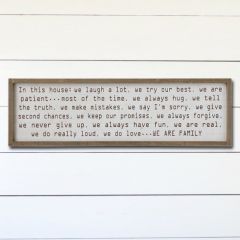 In this house: we laugh a lot. we try our best. we are
patient...most of the time. we always hug. we tell
the truth. we make mistakes. we say I'm sorry. we give
second chances. we keep our promises. we always forgive.
we never give up. we always have fun. we are real.
we do really loud. we do love...WE ARE FAMILY